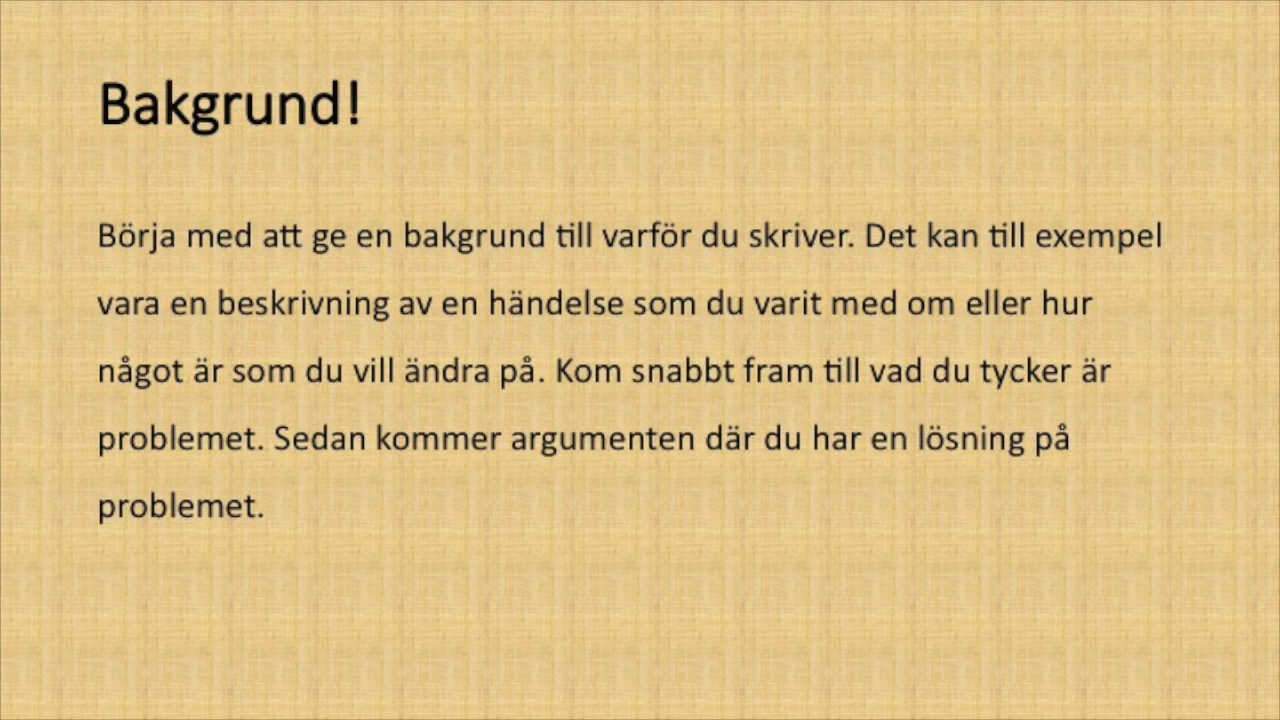 Bakgrund!
Börja med att ge en bakgrund till varför du skriver. Det kan till exempel
vara en beskrivning av en händelse som du varit med om eller hur
något är som du vill ändra på. Kom snabbt fram till vad du tycker är
problemet. Sedan kommer argumenten där du har en lösning på
problemet.